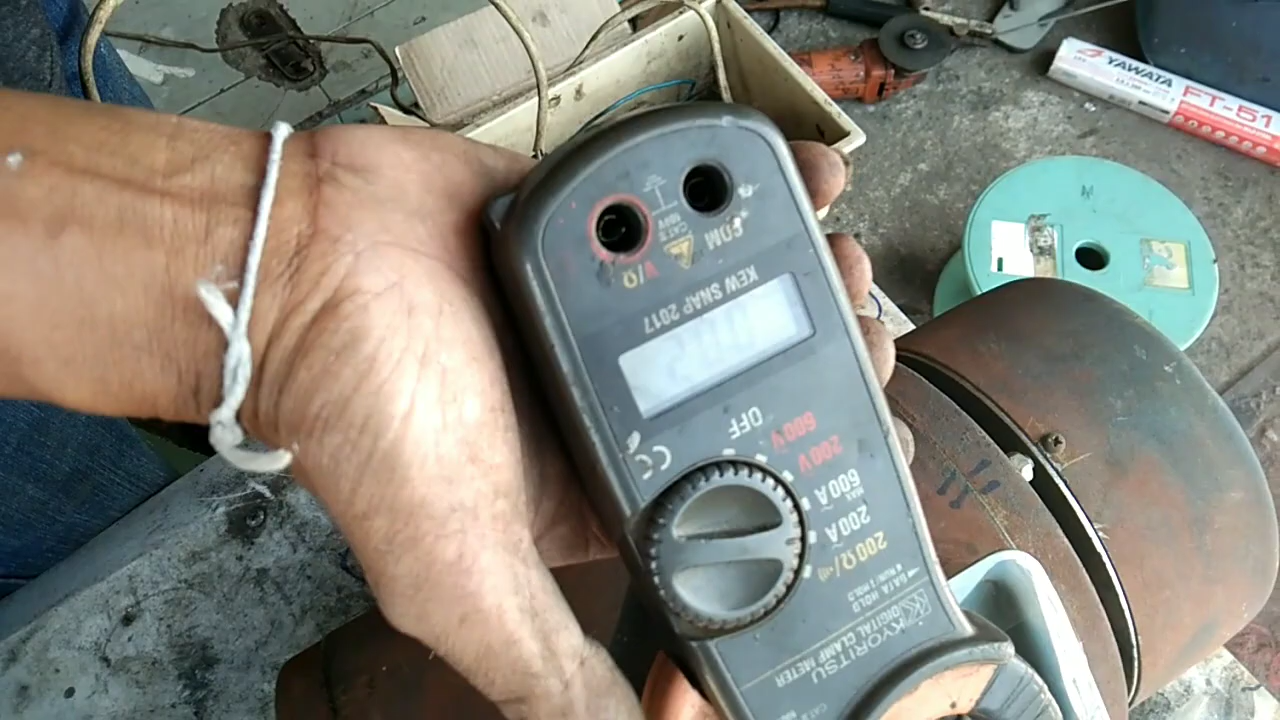 KYORITSU
DIGITAL CLAMP METER
DATA HOLD
200Ω
200A~
600A~
MAX
200V
600V
OFF
CE
KEW SNAP 2017
V/Ω
COM
M
YAWATA
FT-51